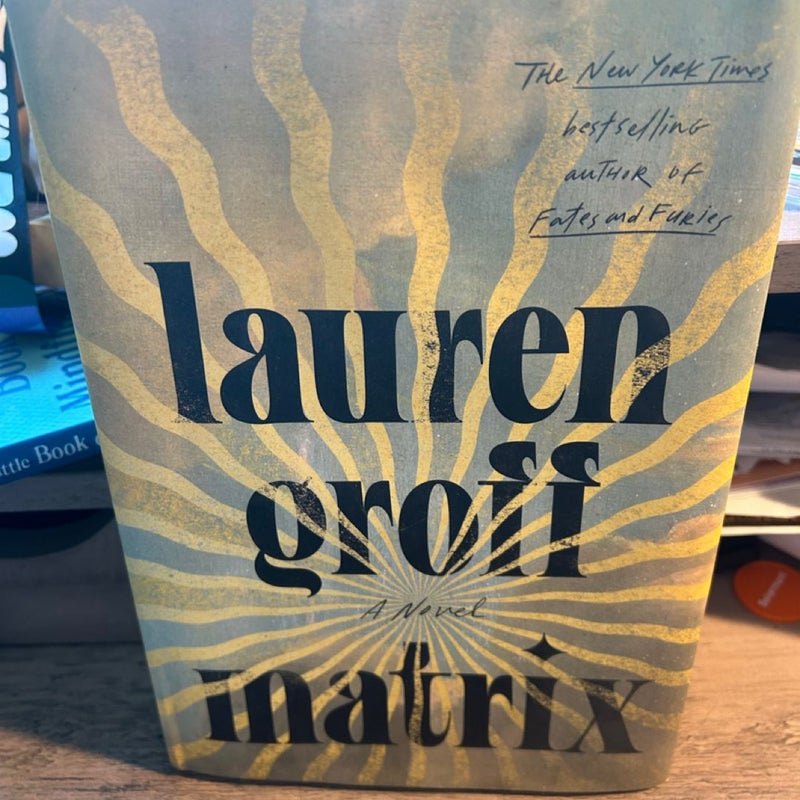 THE New York Times
bestselling
author of
Fates and Furies
lauren
groff
A Novel
matrix
ttle Book